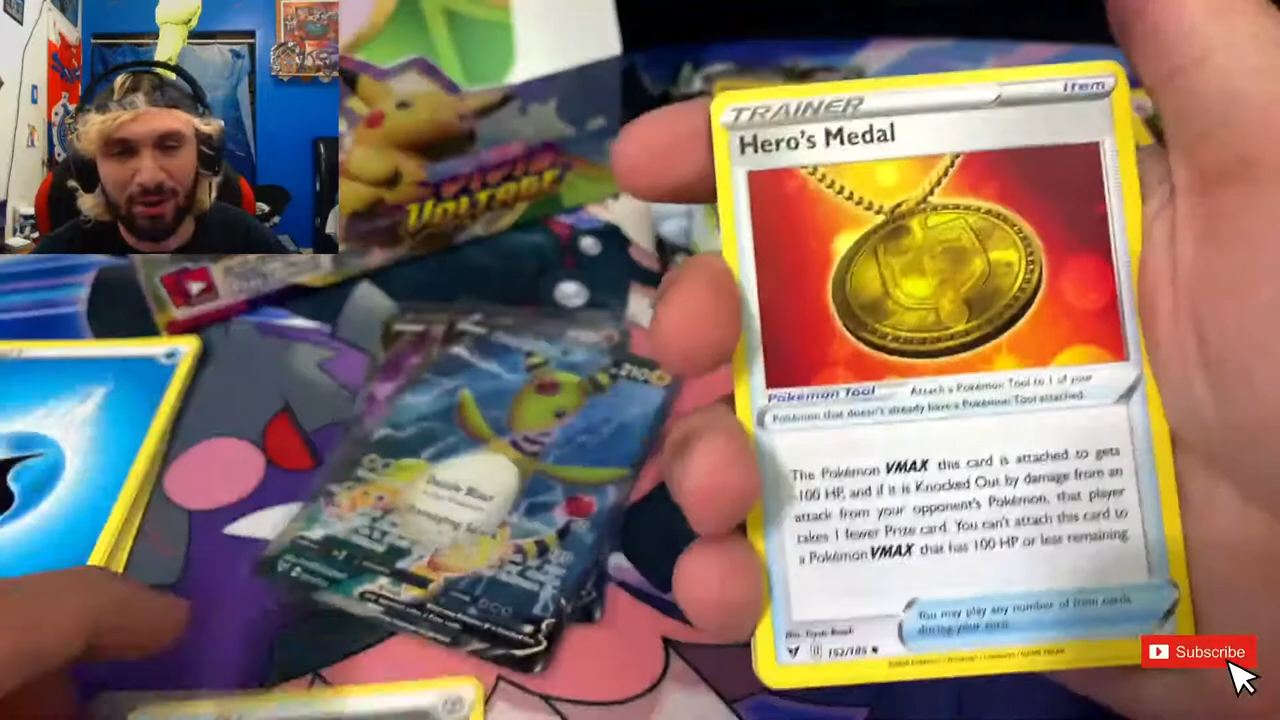 VOLTAGE
TRAINER
Item
Hero's Medal
Pokémon Tool
Attach a Pokémon Tool to 1 of your
Pokémon that doesn't already have a Pokémon Tool attached.
The Pokémon VMAX this card is attached to gets
-100 HP, and if it is Knocked Out by damage from an
attack from your opponent's Pokémon, that player
takes 1 fewer Prize card. You can't attach this card to
a Pokémon VMAX that has 100 HP or less remaining
You may play any number of Item cards
during your turn.
152/185
210
Subscribe